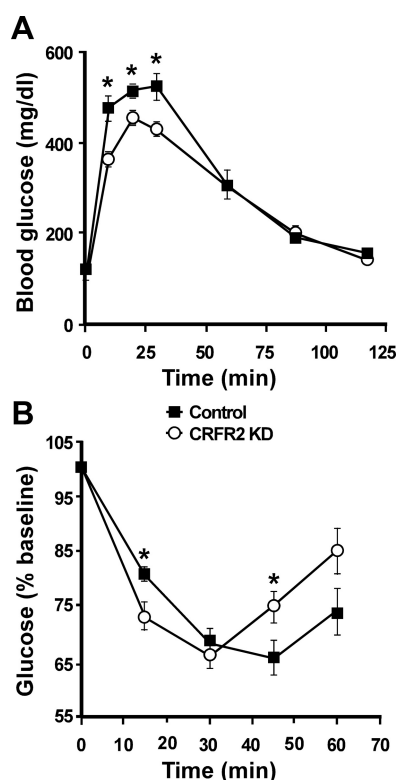 A
600
400
200
0
Blood glucose (mg/dl)
* * *
0 25 50 75 100 125
Time (min)
B
Control
CRFR2 KD
105
95
85
75
65
55
Glucose (% baseline)
* *
0 10 20 30 40 50 60 70
Time (min)